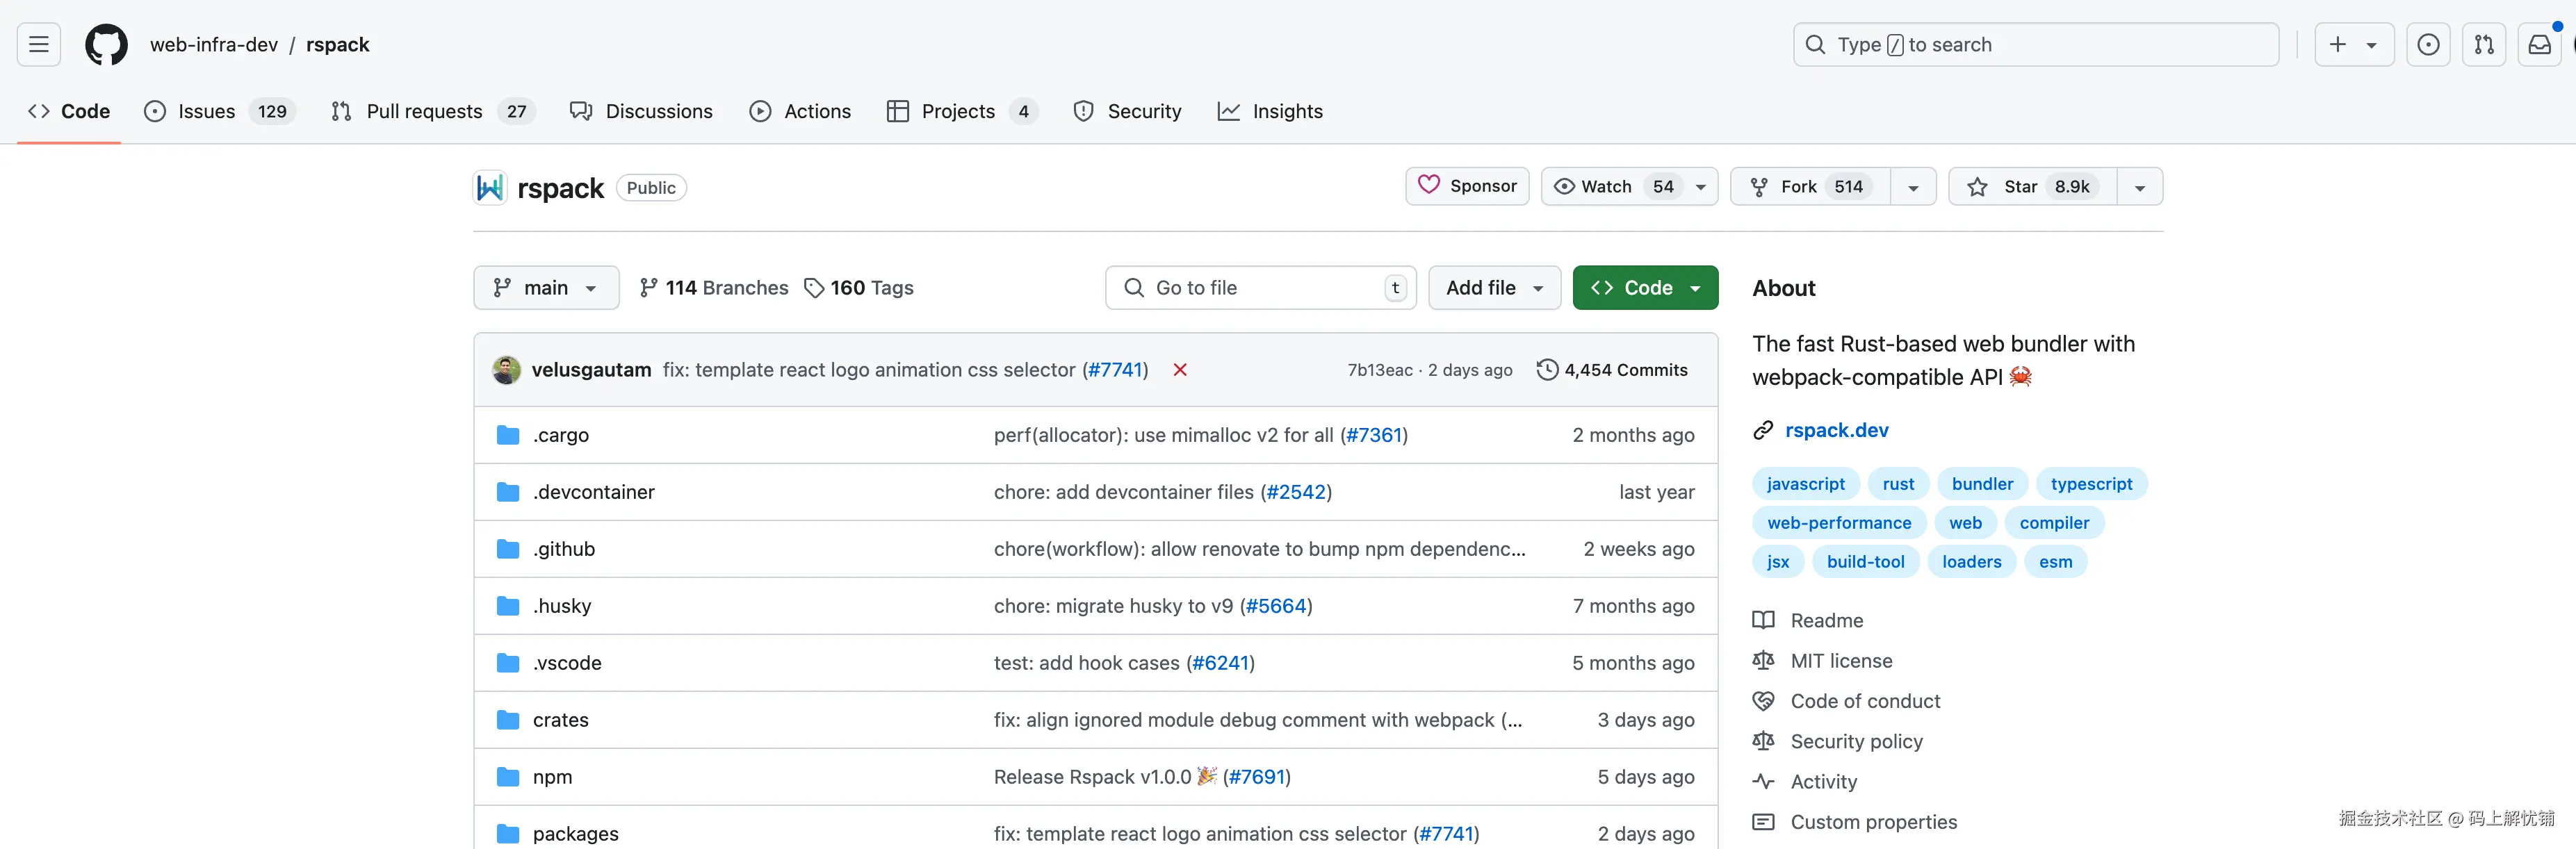 web-infra-dev / rspack
Type / to search
Code
Issues 129
Pull requests 27
Discussions
Actions
Projects 4
Security
Insights
rspack Public
Sponsor
Watch 54
Fork 514
Star 8.9k
main
114 Branches
160 Tags
Go to file t
Add file
Code
velusgautam fix: template react logo animation css selector (#7741)
7b13eac · 2 days ago
4,454 Commits
.cargo perf(allocator): use mimalloc v2 for all (#7361) 2 months ago
.devcontainer chore: add devcontainer files (#2542) last year
.github chore(workflow): allow renovate to bump npm dependenc... 2 weeks ago
.husky chore: migrate husky to v9 (#5664) 7 months ago
.vscode test: add hook cases (#6241) 5 months ago
crates fix: align ignored module debug comment with webpack (... 3 days ago
npm Release Rspack v1.0.0 🎉 (#7691) 5 days ago
packages fix: template react logo animation css selector (#7741) 2 days ago
About
The fast Rust-based web bundler with
webpack-compatible API 🦀
rspack.dev
javascript rust bundler typescript
web-performance web compiler
jsx build-tool loaders esm
Readme
MIT license
Code of conduct
Security policy
Activity
Custom properties
掘金技术社区 @ 码上解忧铺